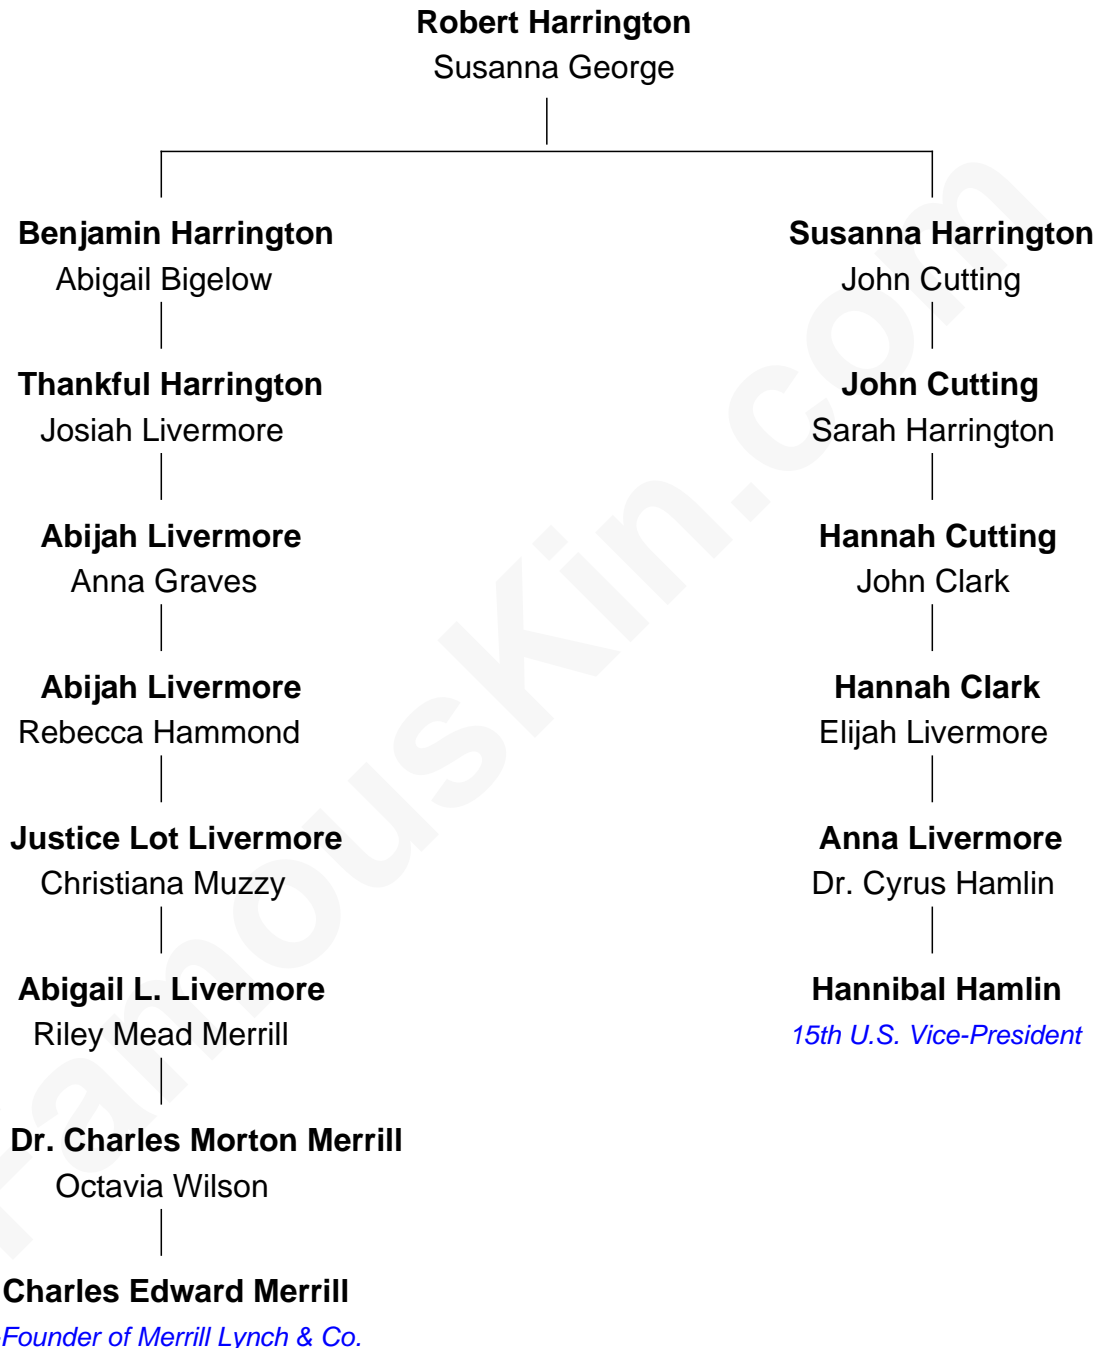 Robert Harrington
Susanna George
Benjamin Harrington
Abigail Bigelow
Susanna Harrington
John Cutting
Thankful Harrington
Josiah Livermore
John Cutting
Sarah Harrington
Abijah Livermore
Anna Graves
Hannah Cutting
John Clark
Abijah Livermore
Rebecca Hammond
Hannah Clark
Elijah Livermore
Justice Lot Livermore
Christiana Muzzy
Anna Livermore
Dr. Cyrus Hamlin
Abigail L. Livermore
Riley Mead Merrill
Hannibal Hamlin
15th U.S. Vice-President
Dr. Charles Morton Merrill
Octavia Wilson
Charles Edward Merrill
-Founder of Merrill Lynch & Co.
FamousKin.com